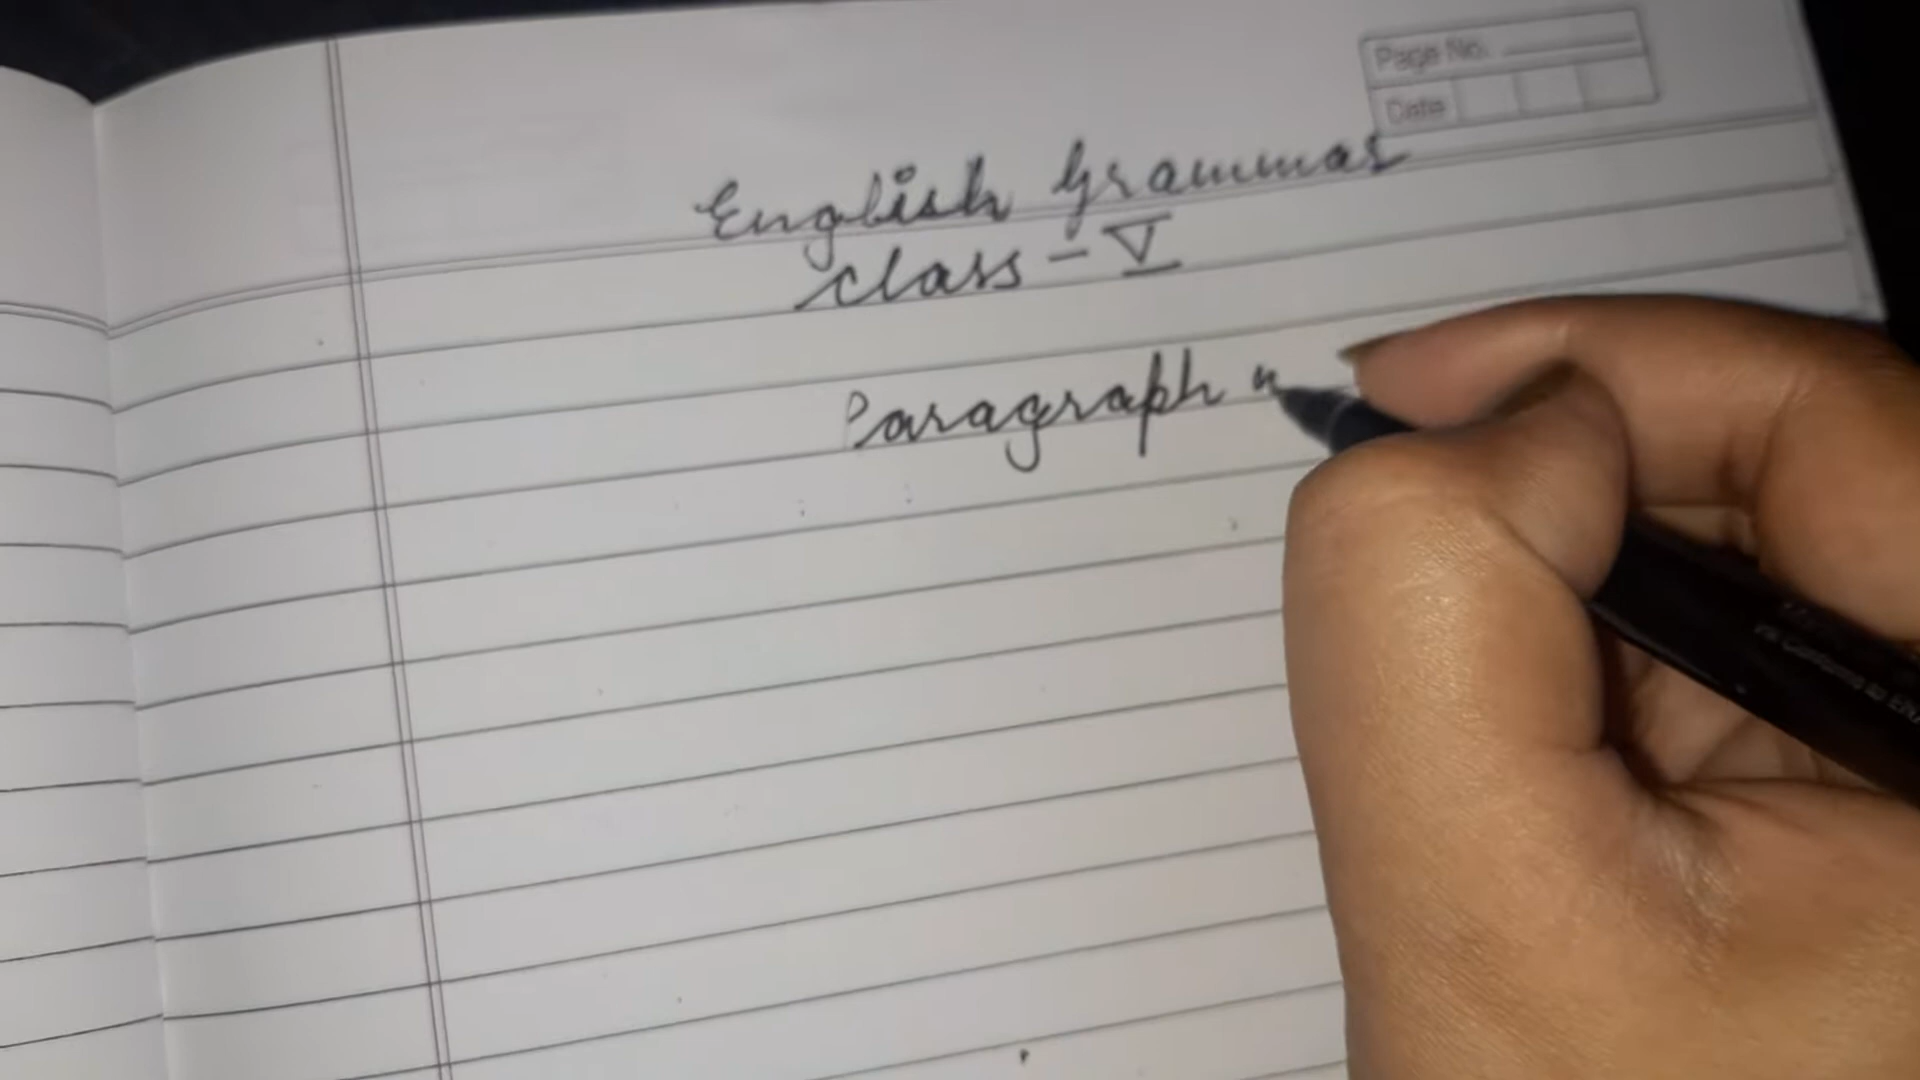 Page No.
Date
English Grammar
class - V
Paragraph w